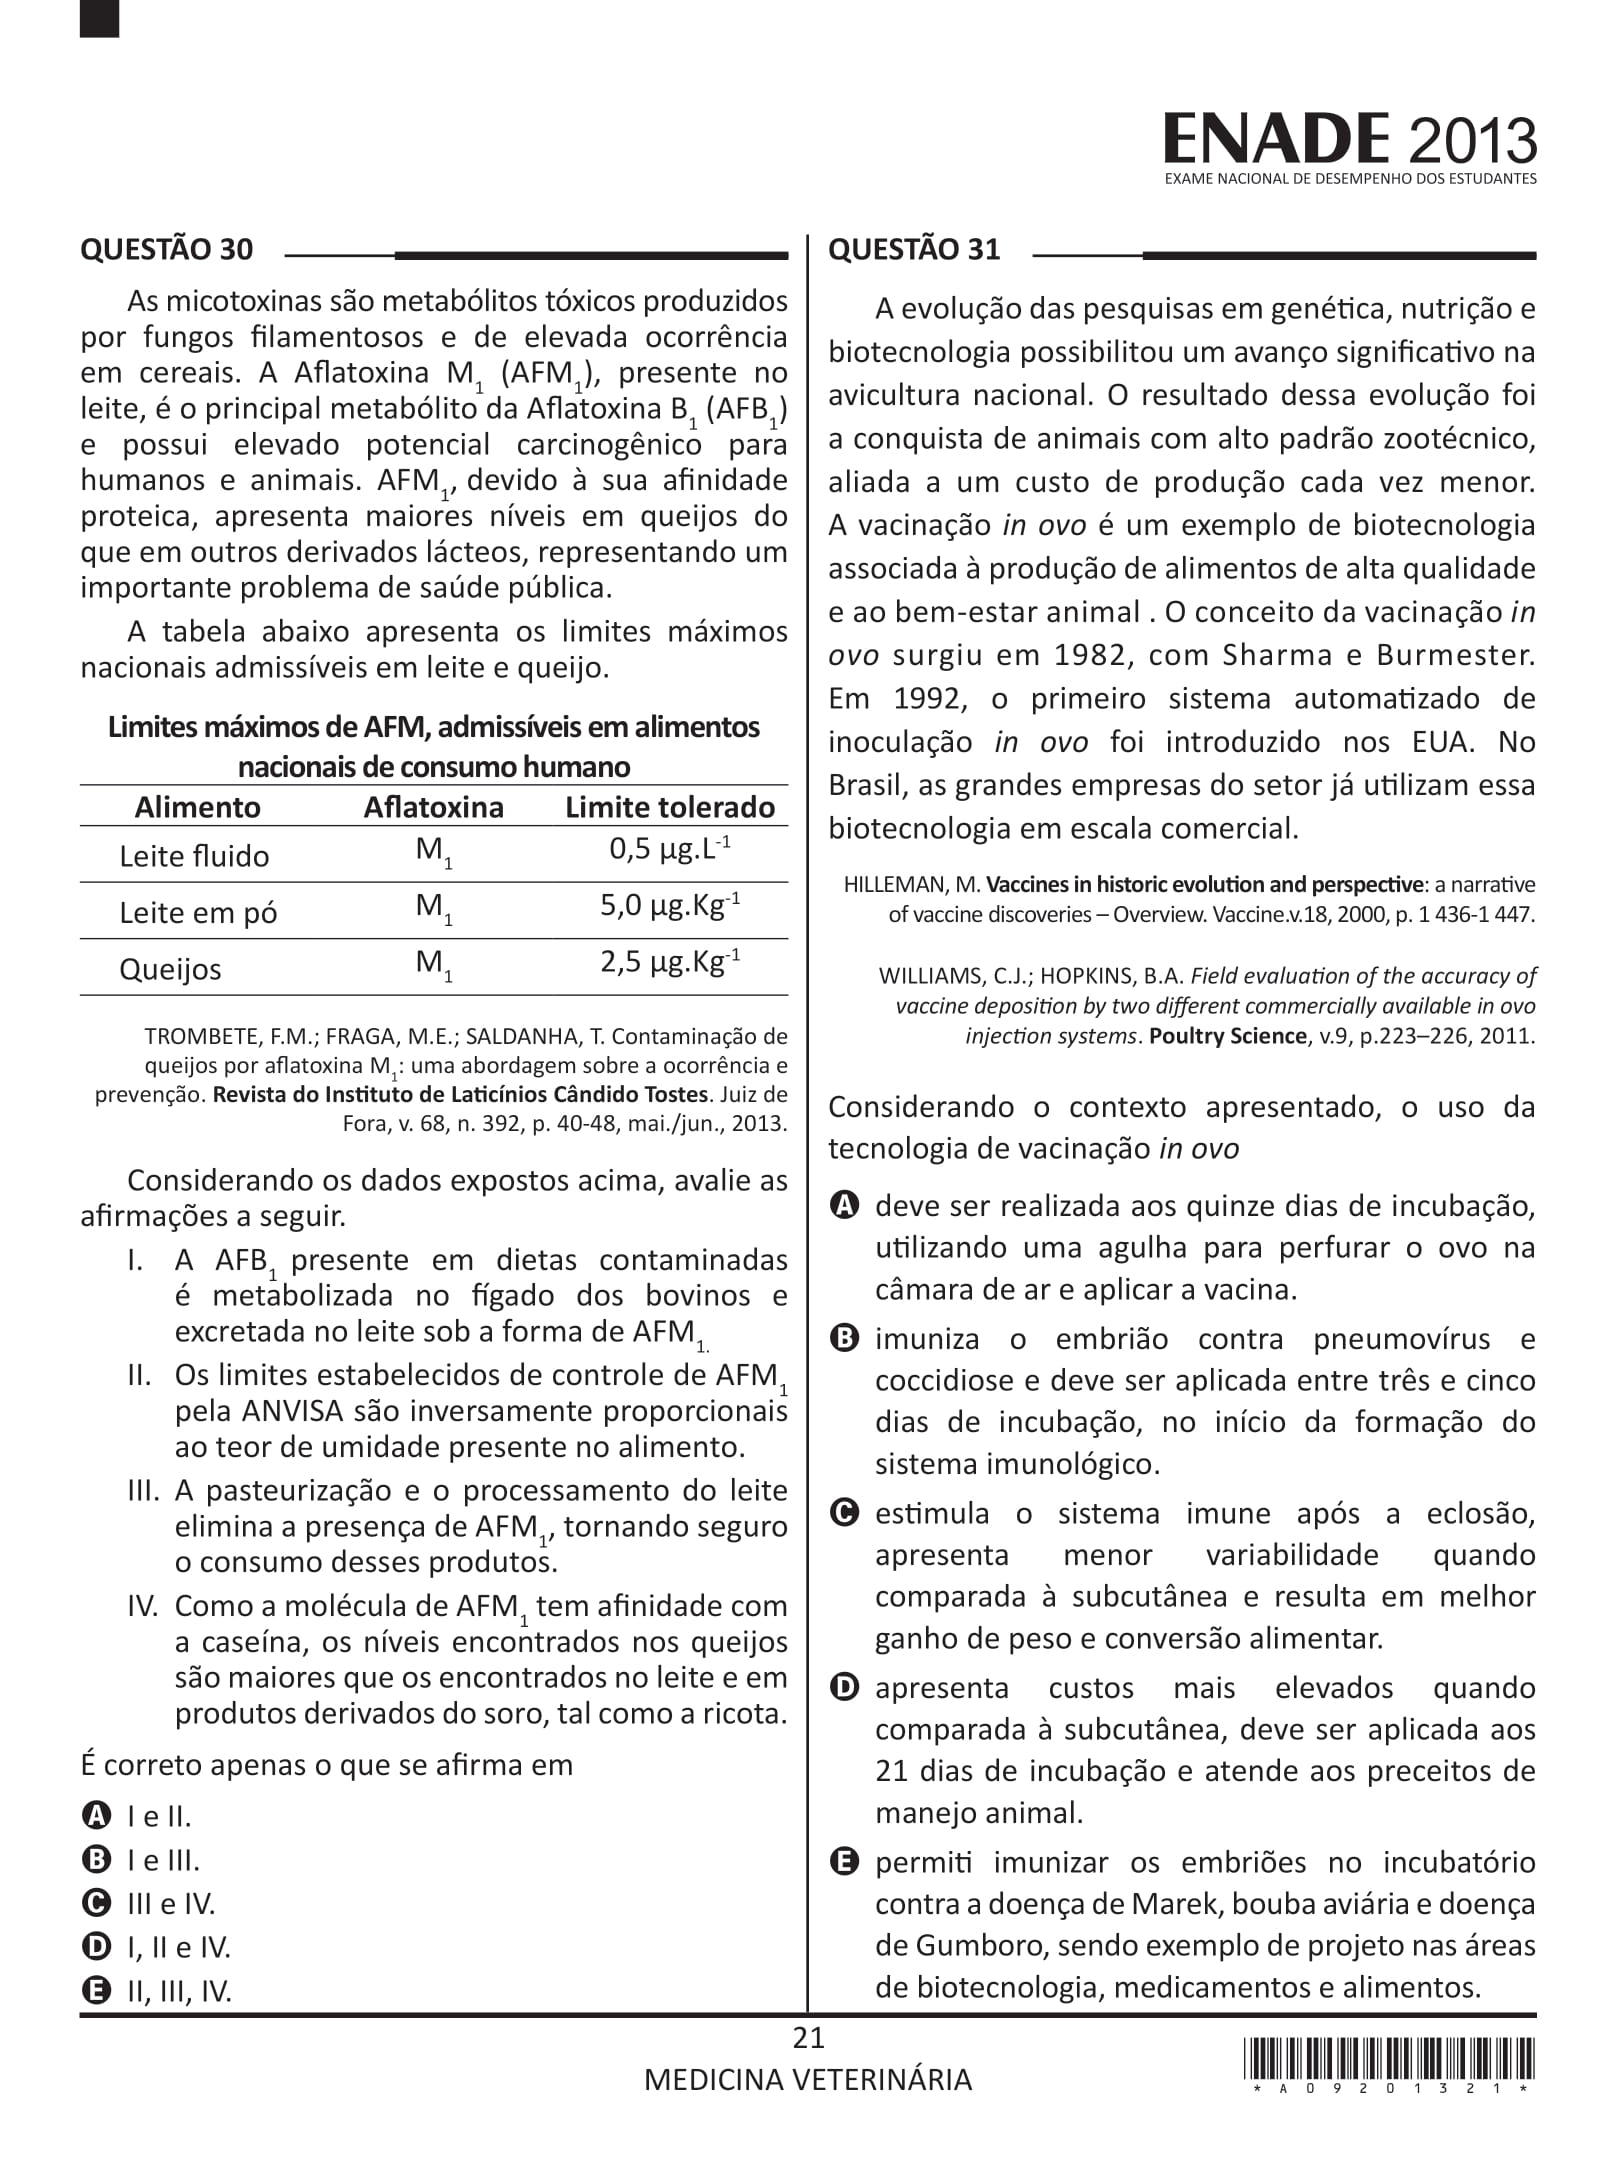 ENADE 2013
EXAME NACIONAL DE DESEMPENHO DOS ESTUDANTES
QUESTÃO 30
As micotoxinas são metabólitos tóxicos produzidos
por fungos filamentosos e de elevada ocorrência
em cereais. A Aflatoxina M1 (AFM1), presente no
leite, é o principal metabólito da Aflatoxina B1 (AFB1)
e possui elevado potencial carcinogênico para
humanos e animais. AFM1, devido à sua afinidade
proteica, apresenta maiores níveis em queijos do
que em outros derivados lácteos, representando um
importante problema de saúde pública.
A tabela abaixo apresenta os limites máximos
nacionais admissíveis em leite e queijo.
Limites máximos de AFM, admissíveis em alimentos
nacionais de consumo humano
Alimento Aflatoxina Limite tolerado
Leite fluido M1 0,5 µg.L-1
Leite em pó M1 5,0 µg.Kg-1
Queijos M1 2,5 µg.Kg-1
TROMBETE, F.M.; FRAGA, M.E.; SALDANHA, T. Contaminação de
queijos por aflatoxina M1: uma abordagem sobre a ocorrência e
prevenção. Revista do Instituto de Laticínios Cândido Tostes. Juiz de
Fora, v. 68, n. 392, p. 40-48, mai./jun., 2013.
Considerando os dados expostos acima, avalie as
afirmações a seguir.
I. A AFB1 presente em dietas contaminadas
é metabolizada no fígado dos bovinos e
excretada no leite sob a forma de AFM1.
II. Os limites estabelecidos de controle de AFM1
pela ANVISA são inversamente proporcionais
ao teor de umidade presente no alimento.
III. A pasteurização e o processamento do leite
elimina a presença de AFM1, tornando seguro
o consumo desses produtos.
IV. Como a molécula de AFM1 tem afinidade com
a caseína, os níveis encontrados nos queijos
são maiores que os encontrados no leite e em
produtos derivados do soro, tal como a ricota.
É correto apenas o que se afirma em
A I e II.
B I e III.
C III e IV.
D I, II e IV.
E II, III, IV.
QUESTÃO 31
A evolução das pesquisas em genética, nutrição e
biotecnologia possibilitou um avanço significativo na
avicultura nacional. O resultado dessa evolução foi
a conquista de animais com alto padrão zootécnico,
aliada a um custo de produção cada vez menor.
A vacinação in ovo é um exemplo de biotecnologia
associada à produção de alimentos de alta qualidade
e ao bem-estar animal . O conceito da vacinação in
ovo surgiu em 1982, com Sharma e Burmester.
Em 1992, o primeiro sistema automatizado de
inoculação in ovo foi introduzido nos EUA. No
Brasil, as grandes empresas do setor já utilizam essa
biotecnologia em escala comercial.
HILLEMAN, M. Vaccines in historic evolution and perspective: a narrative
of vaccine discoveries – Overview. Vaccine.v.18, 2000, p. 1 436-1 447.
WILLIAMS, C.J.; HOPKINS, B.A. Field evaluation of the accuracy of
vaccine deposition by two different commercially available in ovo
injection systems. Poultry Science, v.9, p.223–226, 2011.
Considerando o contexto apresentado, o uso da
tecnologia de vacinação in ovo
A deve ser realizada aos quinze dias de incubação,
utilizando uma agulha para perfurar o ovo na
câmara de ar e aplicar a vacina.
B imuniza o embrião contra pneumovírus e
coccidiose e deve ser aplicada entre três e cinco
dias de incubação, no início da formação do
sistema imunológico.
C estimula o sistema imune após a eclosão,
apresenta menor variabilidade quando
comparada à subcutânea e resulta em melhor
ganho de peso e conversão alimentar.
D apresenta custos mais elevados quando
comparada à subcutânea, deve ser aplicada aos
21 dias de incubação e atende aos preceitos de
manejo animal.
E permiti imunizar os embriões no incubatório
contra a doença de Marek, bouba aviária e doença
de Gumboro, sendo exemplo de projeto nas áreas
de biotecnologia, medicamentos e alimentos.
21
MEDICINA VETERINÁRIA
* A 0 9 2 0 1 3 2 1 *